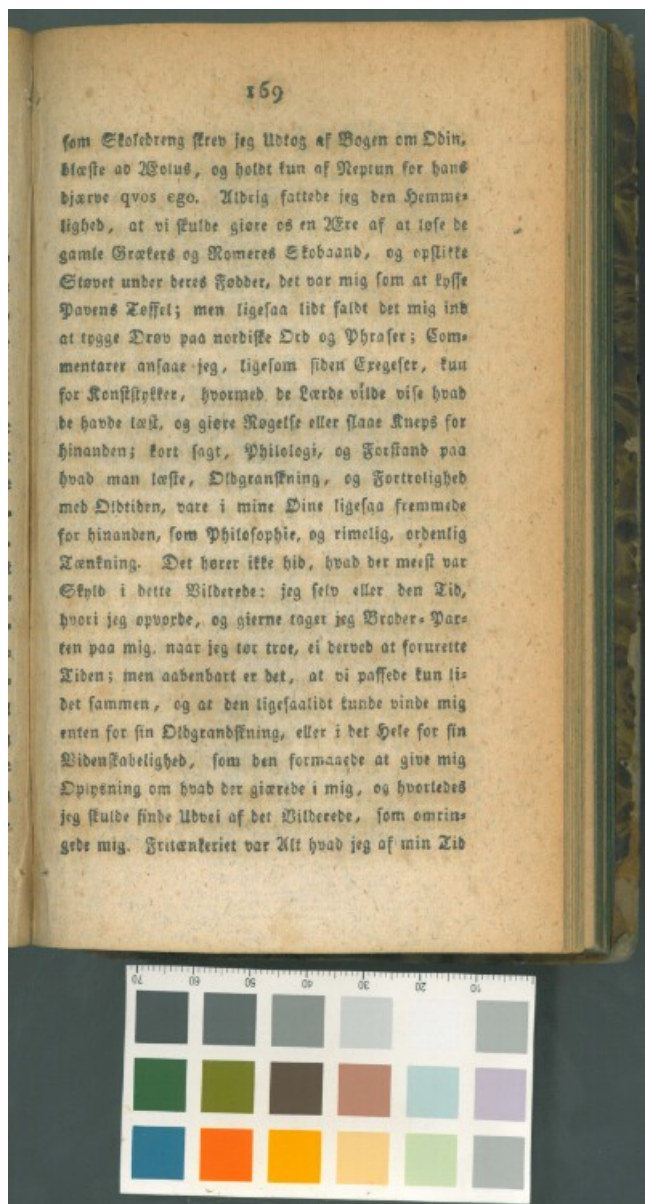 169
som Skoledreng skrev jeg Udtog af Bogen om Odin,
blæste ad Æolus, og holdt kun af Neptun for hans
djærve qvos ego. Aldrig fattede jeg den Hemme-
lighed, at vi skulde giøre os en Ære af at løse de
gamle Grækers og Romeres Skobaand, og opslikke
Støvet under deres Fødder, det var mig som at kysse
Pavens Tøffel; men ligesaa lidt faldt det mig ind
at tygge Drøv paa nordiske Ord og Phraser; Com-
mentarer ansaae jeg, ligesom siden Exegeser, kun
for Konststykker, hvormed de Lærde vilde vise hvad
de havde læst, og giøre Nogelse eller slaae Kneps for
hinanden; kort sagt, Philologi, og Forstand paa
hvad man læste, Oldgranskning, og Fortrolighed
med Oldtiden, vare i mine Øine ligesaa fremmede
for hinanden, som Philosophie, og rimelig, ordenlig
Tænkning. Det hører ikke hid, hvad der meest var
Skyld i dette Vilderede: jeg selv eller den Tid,
hvori jeg opvoxde, og gierne tager jeg Broder-Par-
ten paa mig, naar jeg tør troe, ei derved at forurette
Tiden; men aabenbart er det, at vi passede kun li-
det sammen, og at den ligesaalidt kunde vinde mig
enten for sin Oldgrandskning, eller i det Hele for sin
Videnskabelighed, som den formaaede at give mig
Oplysning om hvad der giærede i mig, og hvorledes
jeg skulde finde Udvei af det Vilderede, som omrin-
gede mig. Fritænkeriet var Alt hvad jeg af min Tid
70 60 50 40 30 20 10